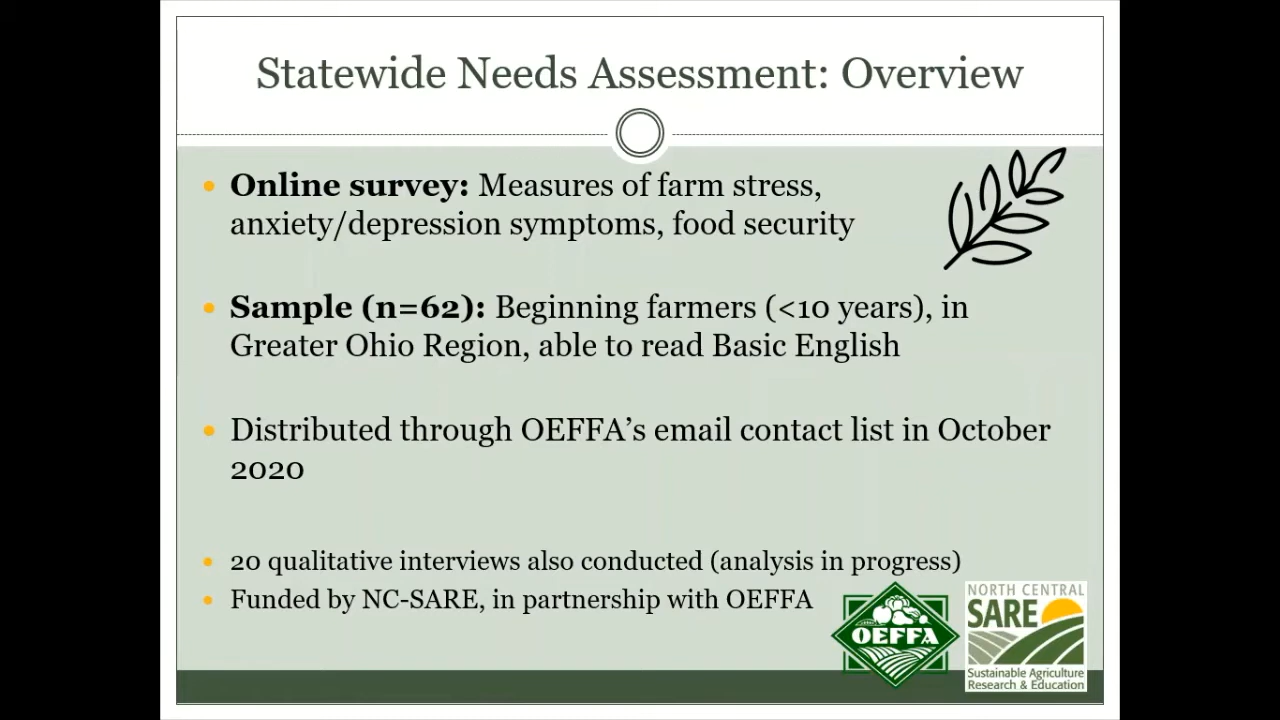 Statewide Needs Assessment: Overview
Online survey: Measures of farm stress,
anxiety/depression symptoms, food security
Sample (n=62): Beginning farmers (<10 years), in
Greater Ohio Region, able to read Basic English
Distributed through OEFFA’s email contact list in October
2020
20 qualitative interviews also conducted (analysis in progress)
Funded by NC-SARE, in partnership with OEFFA
OEFFA
NORTH CENTRAL
SARE
Sustainable Agriculture
Research & Education